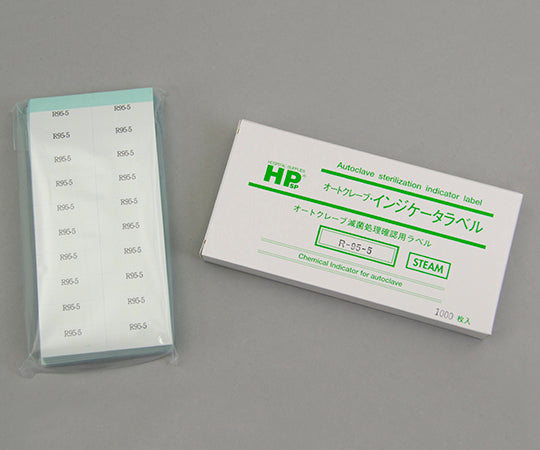 R95-5 R95-5
R95-5 R95-5
R95-5 R95-5
R95-5 R95-5
R95-5 R95-5
R95-5 R95-5
R95-5 R95-5
R95-5 R95-5
R95-5 R95-5
R95-5 R95-5
Autoclave sterilization indicator label
HOSPITAL SUPPLIES
HP®
SP
オートクレーブ・インジケータラベル
オートクレーブ滅菌処理確認用ラベル
R-95-5
STEAM
Chemical Indicator for autoclave
1000 枚入